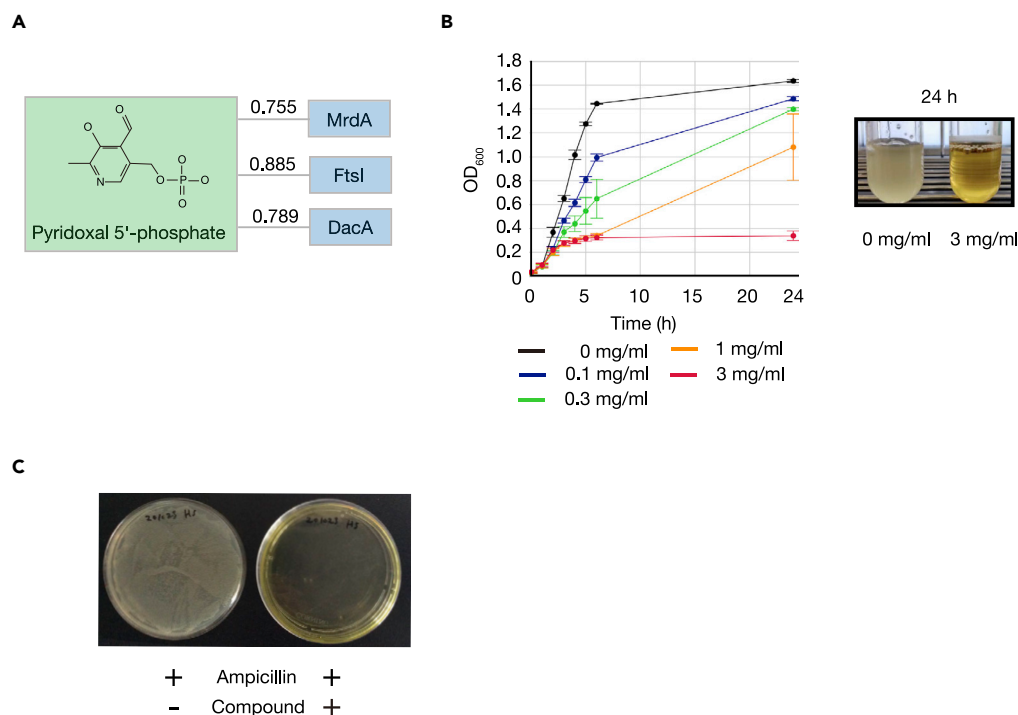 A
0.755
MrdA
0.885
FtsI
0.789
DacA
O
O
N
O
O
P
O
O
Pyridoxal 5'-phosphate
B
1.8
1.6
1.4
1.2
1.0
0.8
0.6
0.4
0.2
0
OD600
0 5 10 15 20 24
Time (h)
0 mg/ml
0.1 mg/ml
0.3 mg/ml
1 mg/ml
3 mg/ml
24 h
0 mg/ml 3 mg/ml
C
+ Ampicillin +
- Compound +